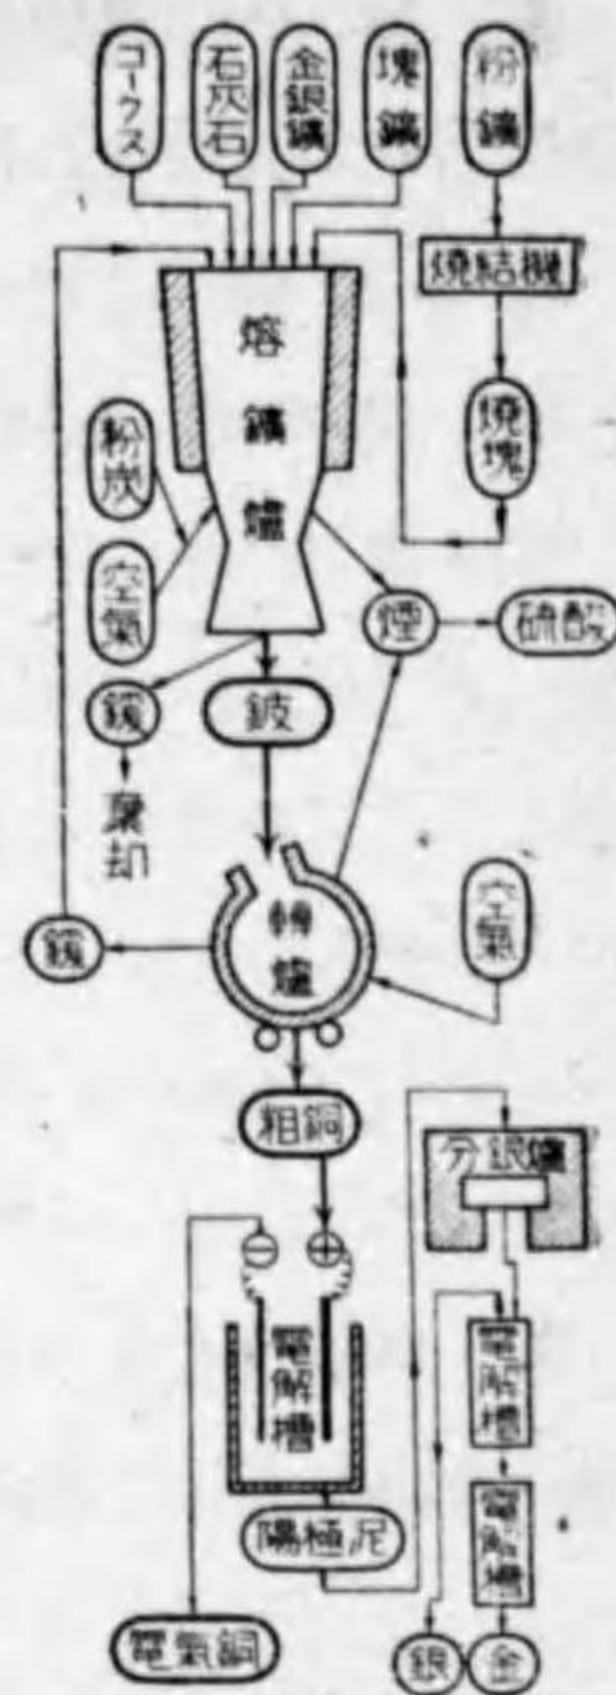 コークス
石灰石
金銀鑛
塊鑛
粉鑛
燒結機
燒塊
熔鑛爐
粉炭
空氣
煙
硫酸
鍰
鈹
棄却
轉爐
空氣
鍰
粗銅
分銀爐
−
+
電解槽
電解槽
電解槽
陽極泥
電氣銅
銀
金